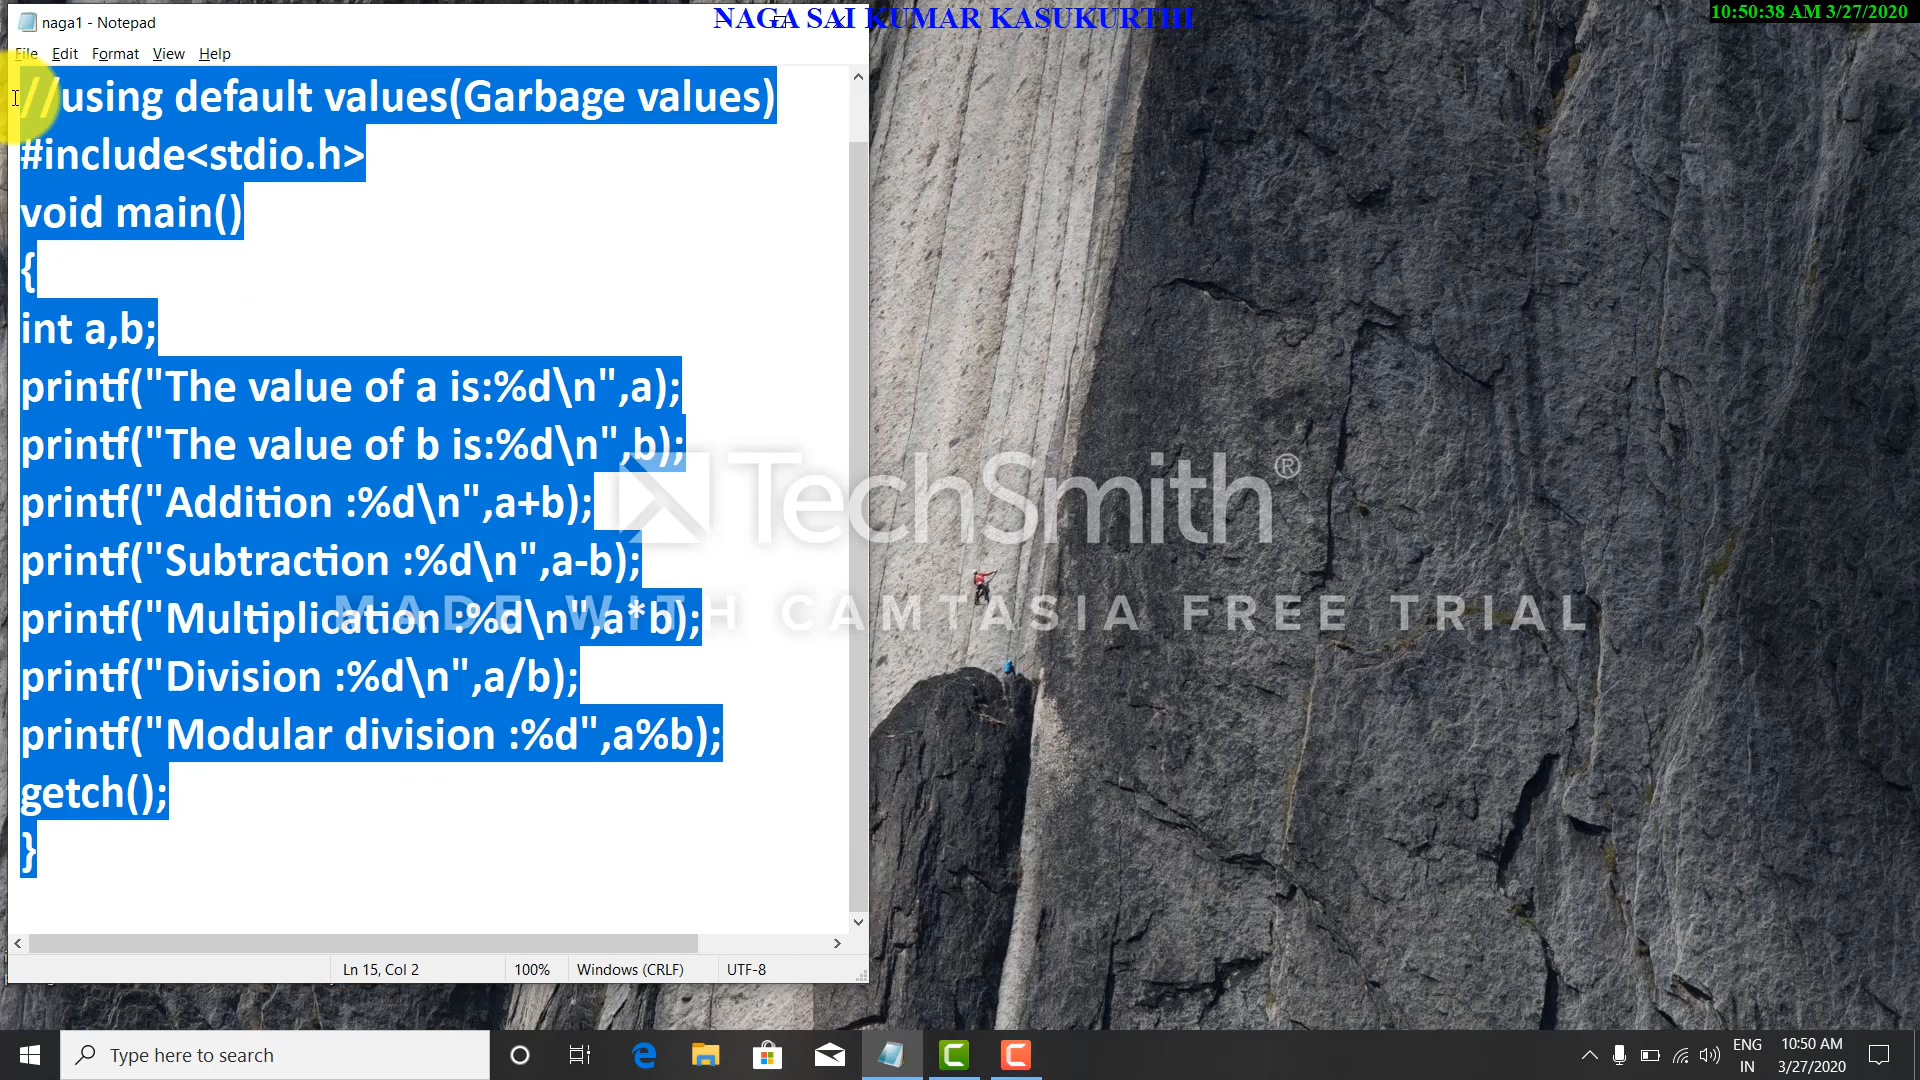 naga1 - Notepad
NAGA SAI KUMAR KASUKURTHI
10:50:38 AM 3/27/2020
File Edit Format View Help
//using default values(Garbage values)
#include<stdio.h>
void main()
{
int a,b;
printf("The value of a is:%d\n",a);
printf("The value of b is:%d\n",b);
printf("Addition :%d\n",a+b);
printf("Subtraction :%d\n",a-b);
printf("Multiplication :%d\n",a*b);
printf("Division :%d\n",a/b);
printf("Modular division :%d",a%b);
getch();
}
TechSmith®
MADE WITH CAMTASIA FREE TRIAL
Ln 15, Col 2 100% Windows (CRLF) UTF-8
Type here to search
ENG
IN
10:50 AM
3/27/2020